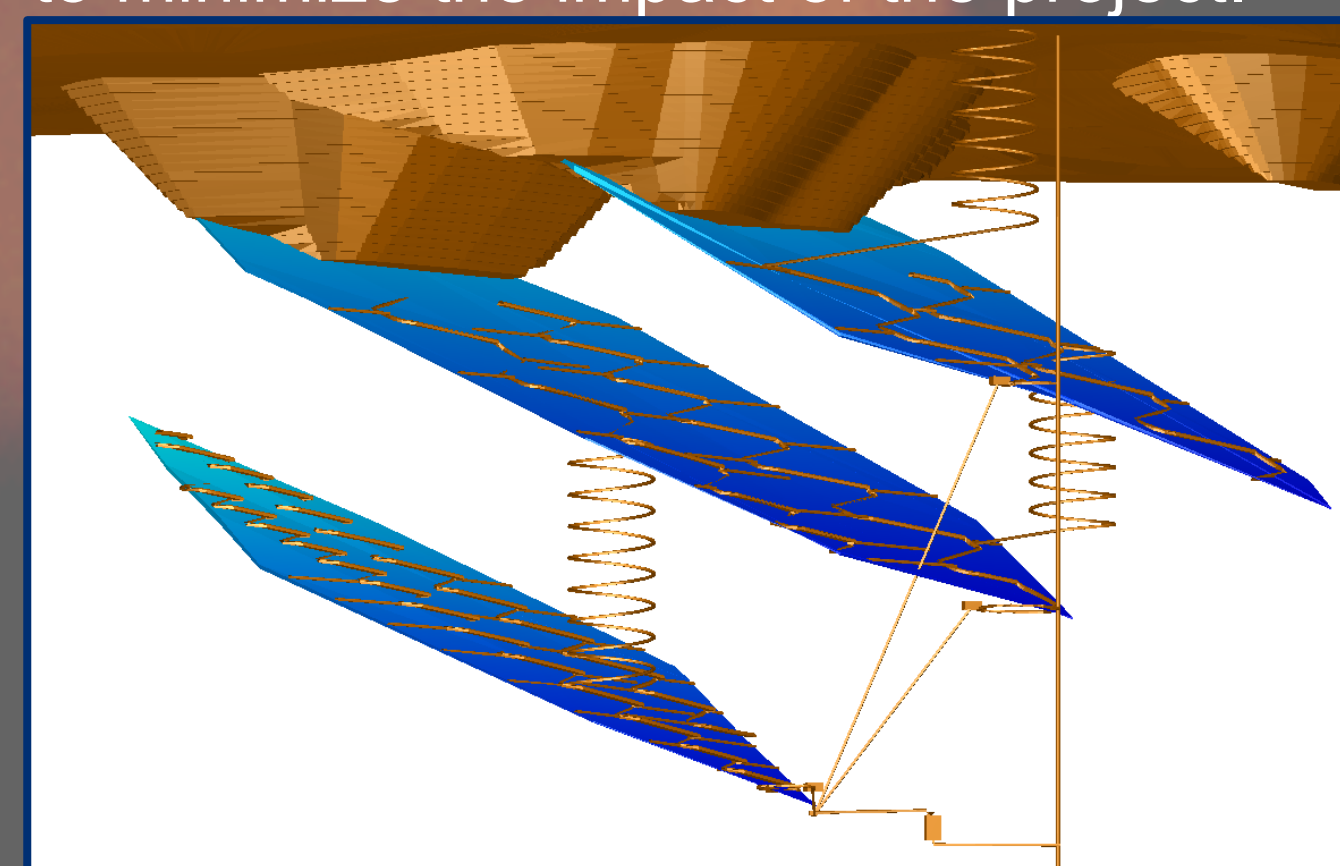 to minimize the impact of the project.